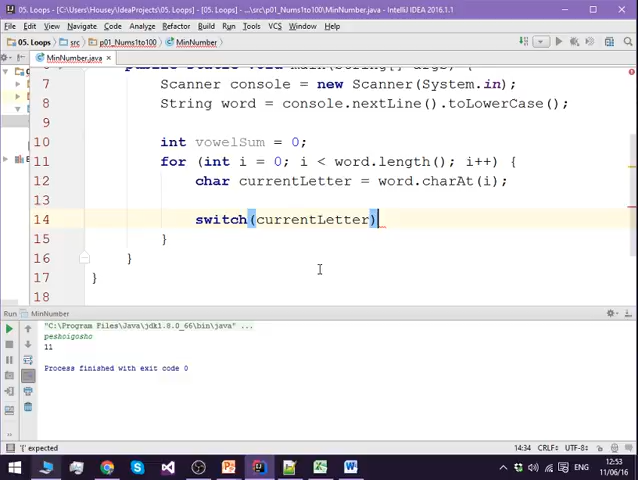 05. Loops - [C:\Users\Housey\IdeaProjects\05. Loops] - [05. Loops] - ...\src\p01_Nums1to100\MinNumber.java - IntelliJ IDEA 2016.1.1
File Edit View Navigate Code Analyze Refactor Build Run Tools VCS Window Help
05. Loops src p01_Nums1to100 MinNumber
MinNumber.java
7 Scanner console = new Scanner(System.in);
8 String word = console.nextLine().toLowerCase();
9
10 int vowelSum = 0;
11 for (int i = 0; i < word.length(); i++) {
12 char currentLetter = word.charAt(i);
13
14 switch(currentLetter)
15 }
16 }
17 }
18
Run MinNumber
"C:\Program Files\Java\jdk1.8.0_66\bin\java" ...
peshoigosho
11
Process finished with exit code 0
'{' expected
14:34 CRLF÷ UTF-8÷
ENG
12:53
11/06/16